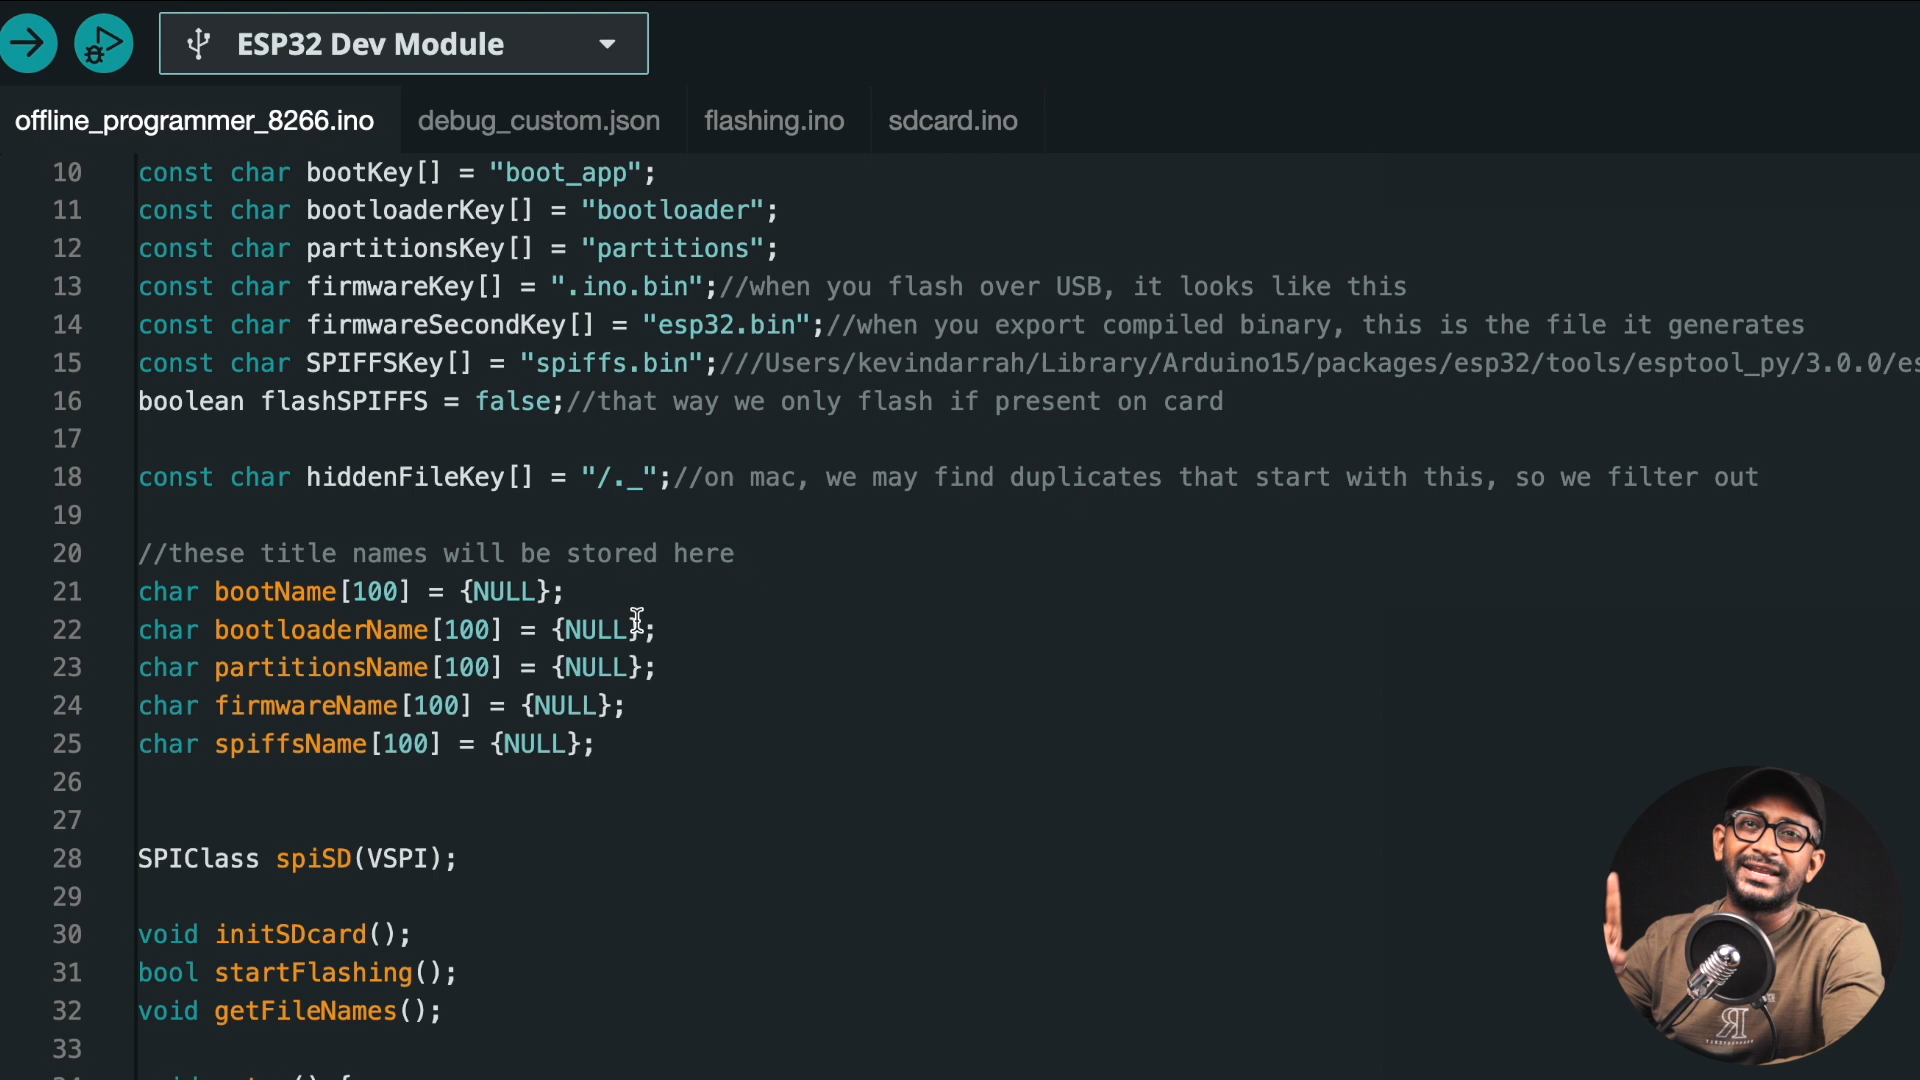 ESP32 Dev Module
offline_programmer_8266.ino debug_custom.json flashing.ino sdcard.ino
10 const char bootKey[] = "boot_app";
11 const char bootloaderKey[] = "bootloader";
12 const char partitionsKey[] = "partitions";
13 const char firmwareKey[] = ".ino.bin";//when you flash over USB, it looks like this
14 const char firmwareSecondKey[] = "esp32.bin";//when you export compiled binary, this is the file it generates
15 const char SPIFFSKey[] = "spiffs.bin";///Users/kevindarrah/Library/Arduino15/packages/esp32/tools/esptool_py/3.0.0/es
16 boolean flashSPIFFS = false;//that way we only flash if present on card
17
18 const char hiddenFileKey[] = "/._";//on mac, we may find duplicates that start with this, so we filter out
19
20 //these title names will be stored here
21 char bootName[100] = {NULL};
22 char bootloaderName[100] = {NULL};
23 char partitionsName[100] = {NULL};
24 char firmwareName[100] = {NULL};
25 char spiffsName[100] = {NULL};
26
27
28 SPIClass spiSD(VSPI);
29
30 void initSDcard();
31 bool startFlashing();
32 void getFileNames();
33